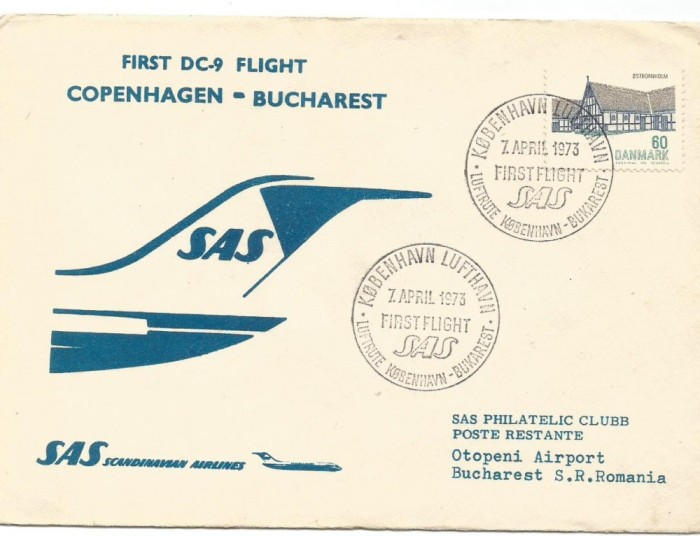 FIRST DC-9 FLIGHT
COPENHAGEN - BUCHAREST
ØSTBORNHOLM
60
DANMARK
KØBENHAVN LUFTHAVN
7. APRIL 1973
FIRST FLIGHT
SAS
· LUFTRUTE KØBENHAVN - BUKAREST ·
SAS
KØBENHAVN LUFTHAVN
7. APRIL 1973
FIRST FLIGHT
SAS
· LUFTRUTE KØBENHAVN - BUKAREST ·
SAS PHILATELIC CLUBB
POSTE RESTANTE
Otopeni Airport
Bucharest S.R.Romania
SAS SCANDINAVIAN AIRLINES